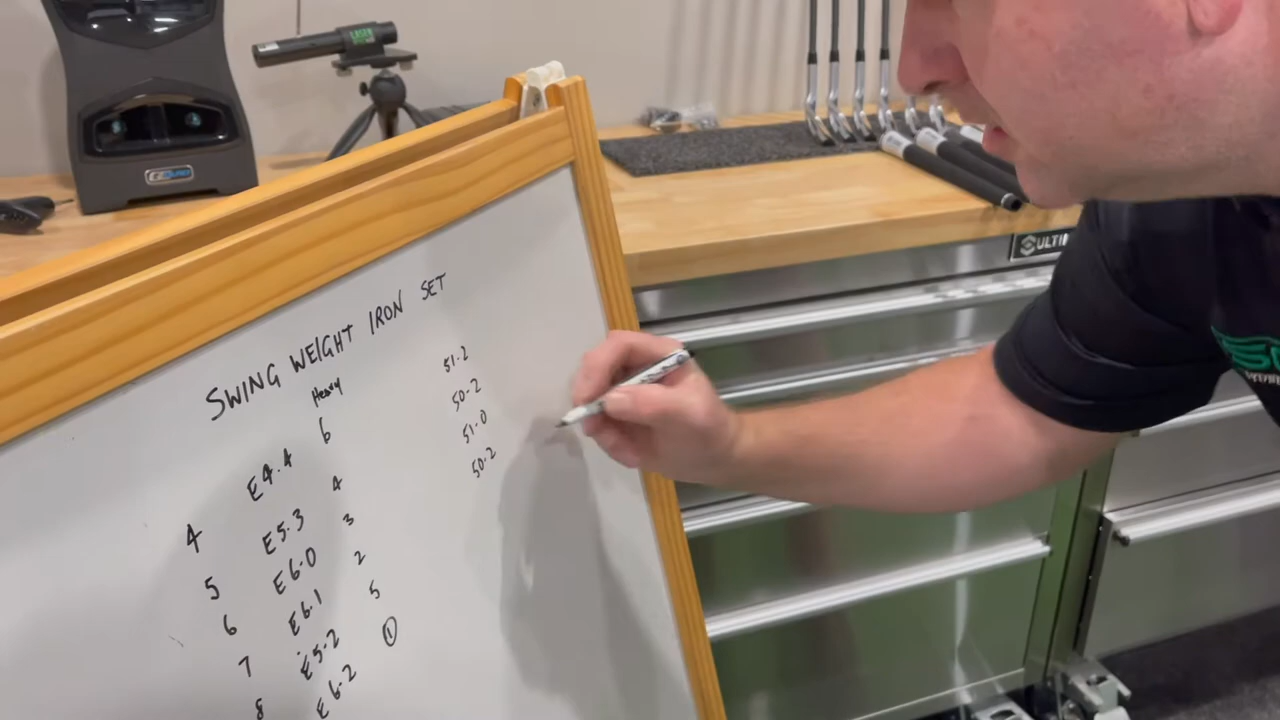 SWING WEIGHT IRON SET
Heavy
4 E4.4 6
5 E5.3 4
6 E6.0 3
7 E6.1 2
8 E5.2 5
E6.2 1
51.2
50.2
51.0
50.2
ULTI